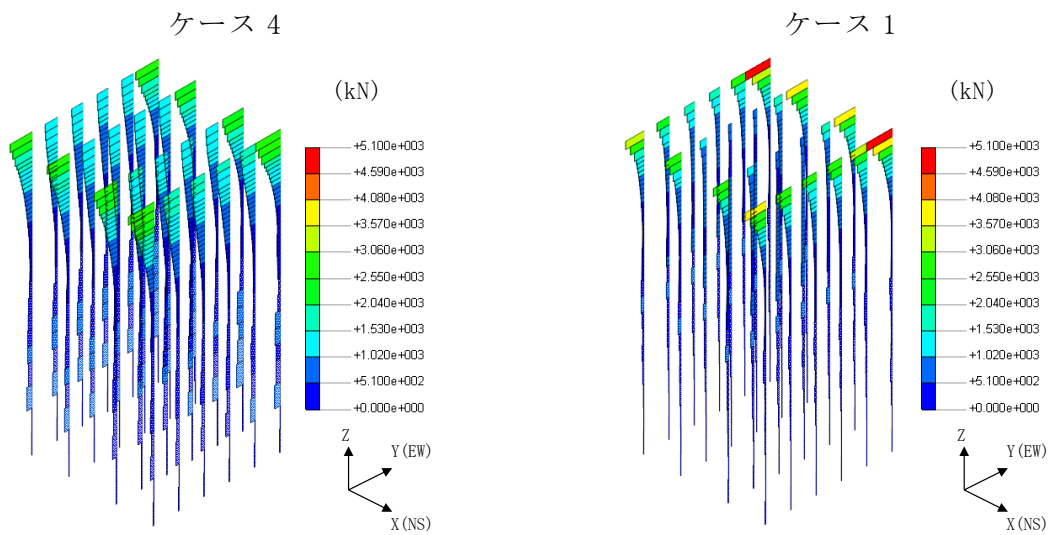 ケース 4
(kN)
+5.100e+003
+4.590e+003
+4.080e+003
+3.570e+003
+3.060e+003
+2.550e+003
+2.040e+003
+1.530e+003
+1.020e+003
+5.100e+002
+0.000e+000
Z
Y(EW)
X(NS)
ケース 1
(kN)
+5.100e+003
+4.590e+003
+4.080e+003
+3.570e+003
+3.060e+003
+2.550e+003
+2.040e+003
+1.530e+003
+1.020e+003
+5.100e+002
+0.000e+000
Z
Y(EW)
X(NS)